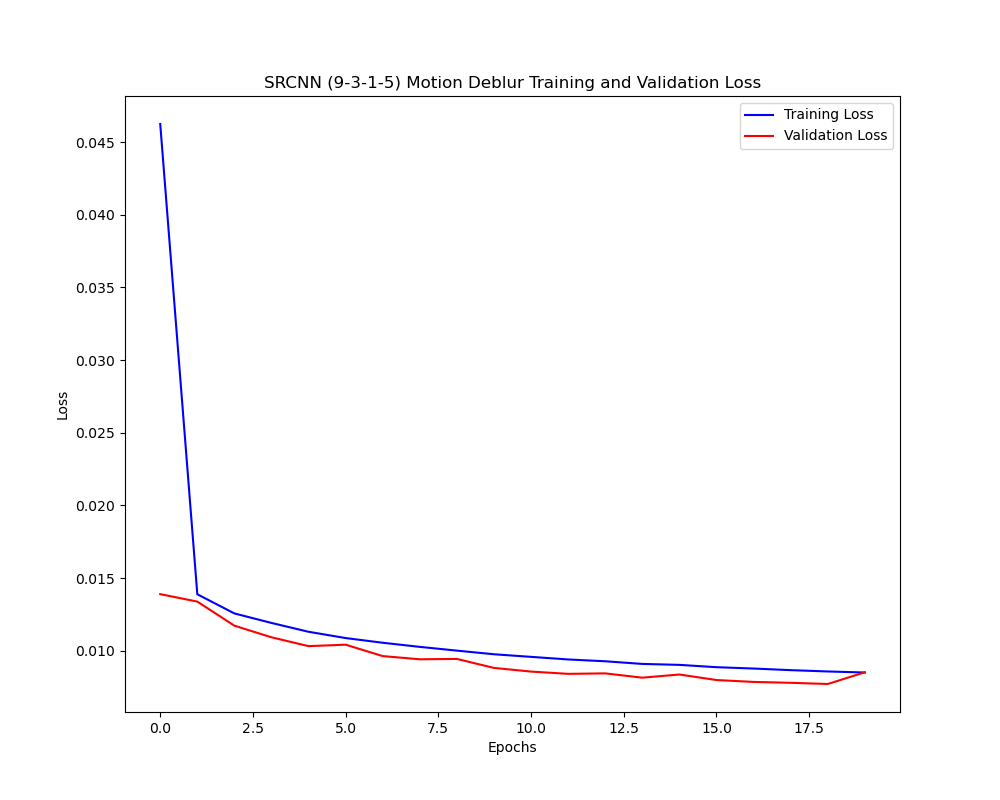 SRCNN (9-3-1-5) Motion Deblur Training and Validation Loss
Training Loss
Validation Loss
0.045
0.040
0.035
0.030
0.025
0.020
0.015
0.010
Loss
0.0 2.5 5.0 7.5 10.0 12.5 15.0 17.5
Epochs